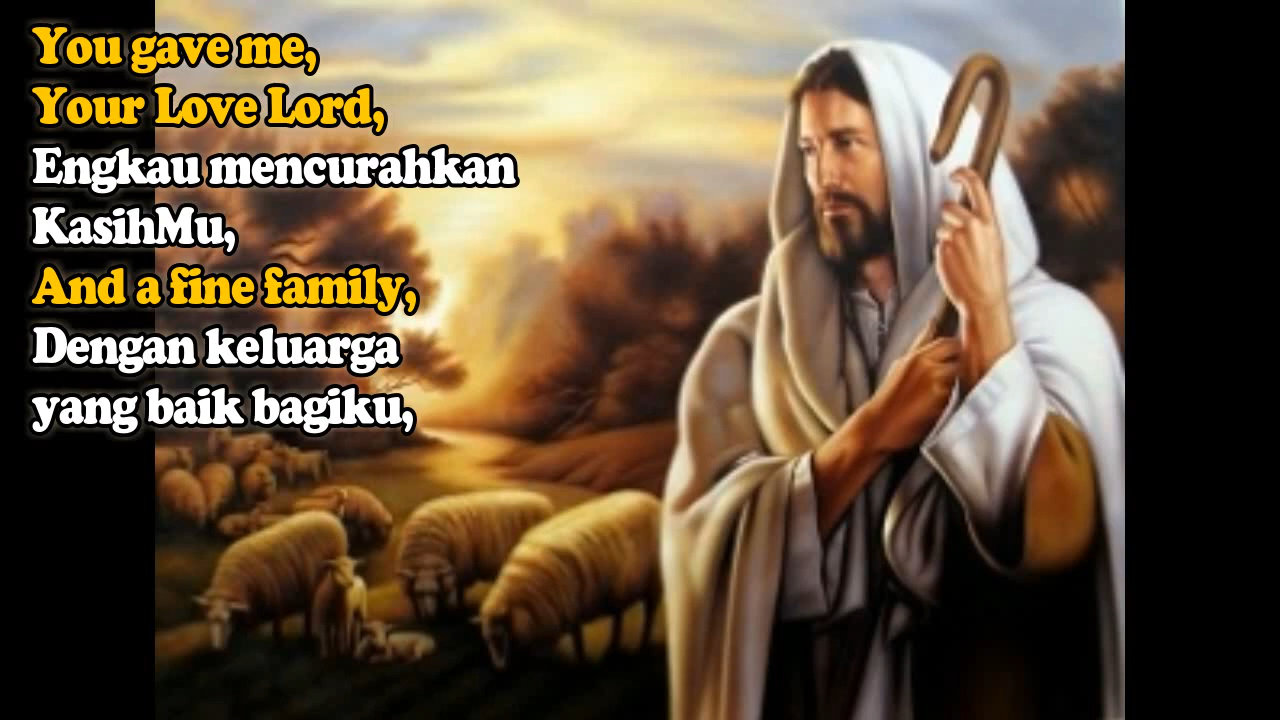 You gave me,
Your Love Lord,
Engkau mencurahkan
KasihMu,
And a fine family,
Dengan keluarga
yang baik bagiku,